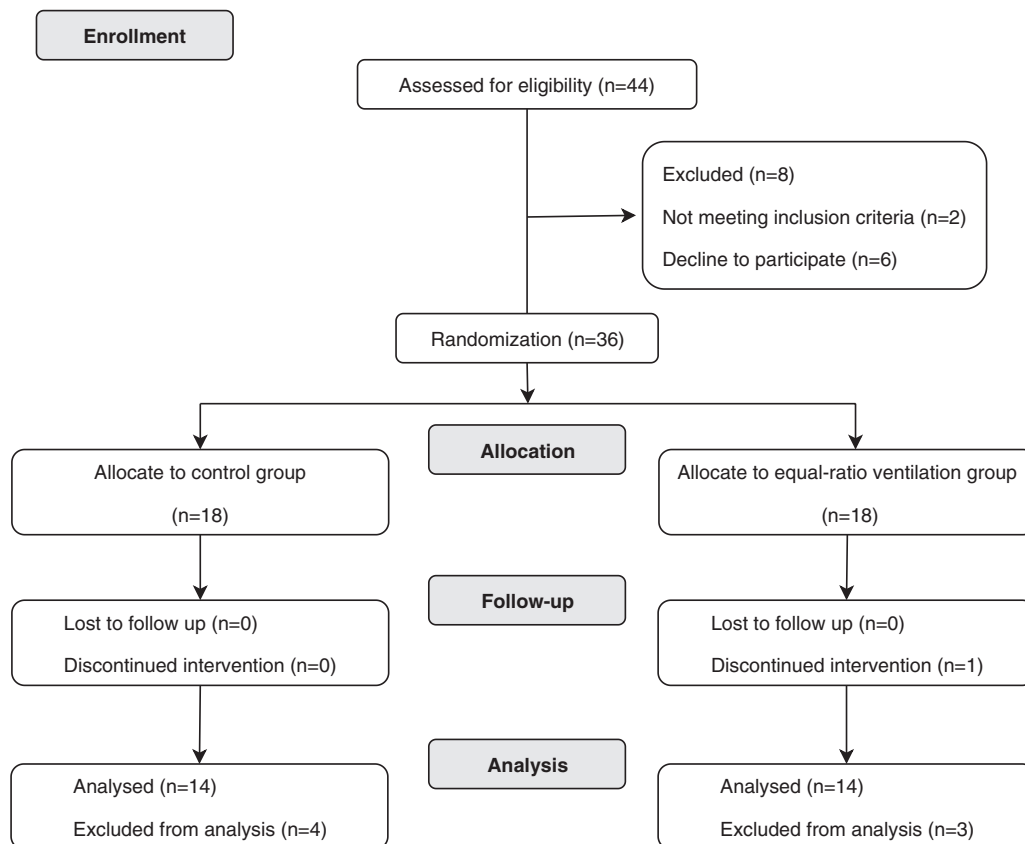 Enrollment
Assessed for eligibility (n=44)
Excluded (n=8)
Not meeting inclusion criteria (n=2)
Decline to participate (n=6)
Randomization (n=36)
Allocation
Allocate to control group
(n=18)
Allocate to equal-ratio ventilation group
(n=18)
Follow-up
Lost to follow up (n=0)
Discontinued intervention (n=0)
Lost to follow up (n=0)
Discontinued intervention (n=1)
Analysis
Analysed (n=14)
Excluded from analysis (n=4)
Analysed (n=14)
Excluded from analysis (n=3)